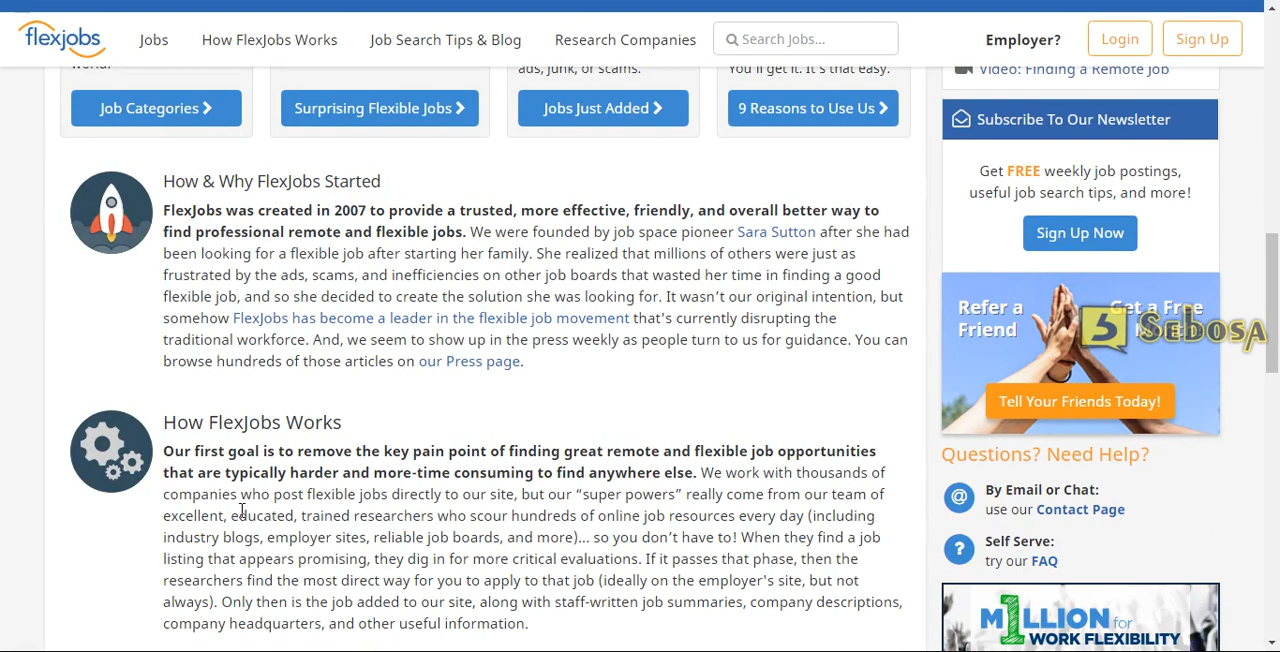 flexjobs
Jobs
How FlexJobs Works
Job Search Tips & Blog
Research Companies
Search Jobs...
Employer?
Login
Sign Up
ads, junk, or scams.
You'll get it. It's that easy.
Job Categories
Surprising Flexible Jobs
Jobs Just Added
9 Reasons to Use Us
How & Why FlexJobs Started
FlexJobs was created in 2007 to provide a trusted, more effective, friendly, and overall better way to
find professional remote and flexible jobs. We were founded by job space pioneer Sara Sutton after she had
been looking for a flexible job after starting her family. She realized that millions of others were just as
frustrated by the ads, scams, and inefficiencies on other job boards that wasted her time in finding a good
flexible job, and so she decided to create the solution she was looking for. It wasn't our original intention, but
somehow FlexJobs has become a leader in the flexible job movement that's currently disrupting the
traditional workforce. And, we seem to show up in the press weekly as people turn to us for guidance. You can
browse hundreds of those articles on our Press page.
How FlexJobs Works
Our first goal is to remove the key pain point of finding great remote and flexible job opportunities
that are typically harder and more-time consuming to find anywhere else. We work with thousands of
companies who post flexible jobs directly to our site, but our “super powers” really come from our team of
excellent, educated, trained researchers who scour hundreds of online job resources every day (including
industry blogs, employer sites, reliable job boards, and more)... so you don't have to! When they find a job
listing that appears promising, they dig in for more critical evaluations. If it passes that phase, then the
researchers find the most direct way for you to apply to that job (ideally on the employer's site, but not
always). Only then is the job added to our site, along with staff-written job summaries, company descriptions,
company headquarters, and other useful information.
Video: Finding a Remote Job
Subscribe To Our Newsletter
Get FREE weekly job postings,
useful job search tips, and more!
Sign Up Now
Refer a
Friend
Get a Free
SEBOSA
Tell Your Friends Today!
Questions? Need Help?
By Email or Chat:
use our Contact Page
Self Serve:
try our FAQ
M1LLION for
WORK FLEXIBILITY